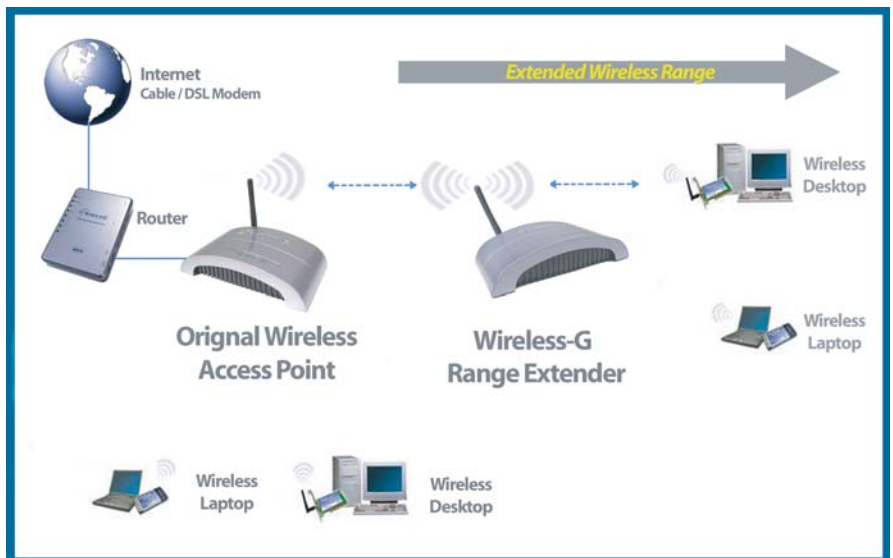 Internet
Cable / DSL Modem
Extended Wireless Range
Wireless
Desktop
Router
Orignal Wireless
Access Point
Wireless-G
Range Extender
Wireless
Laptop
Wireless
Laptop
Wireless
Desktop